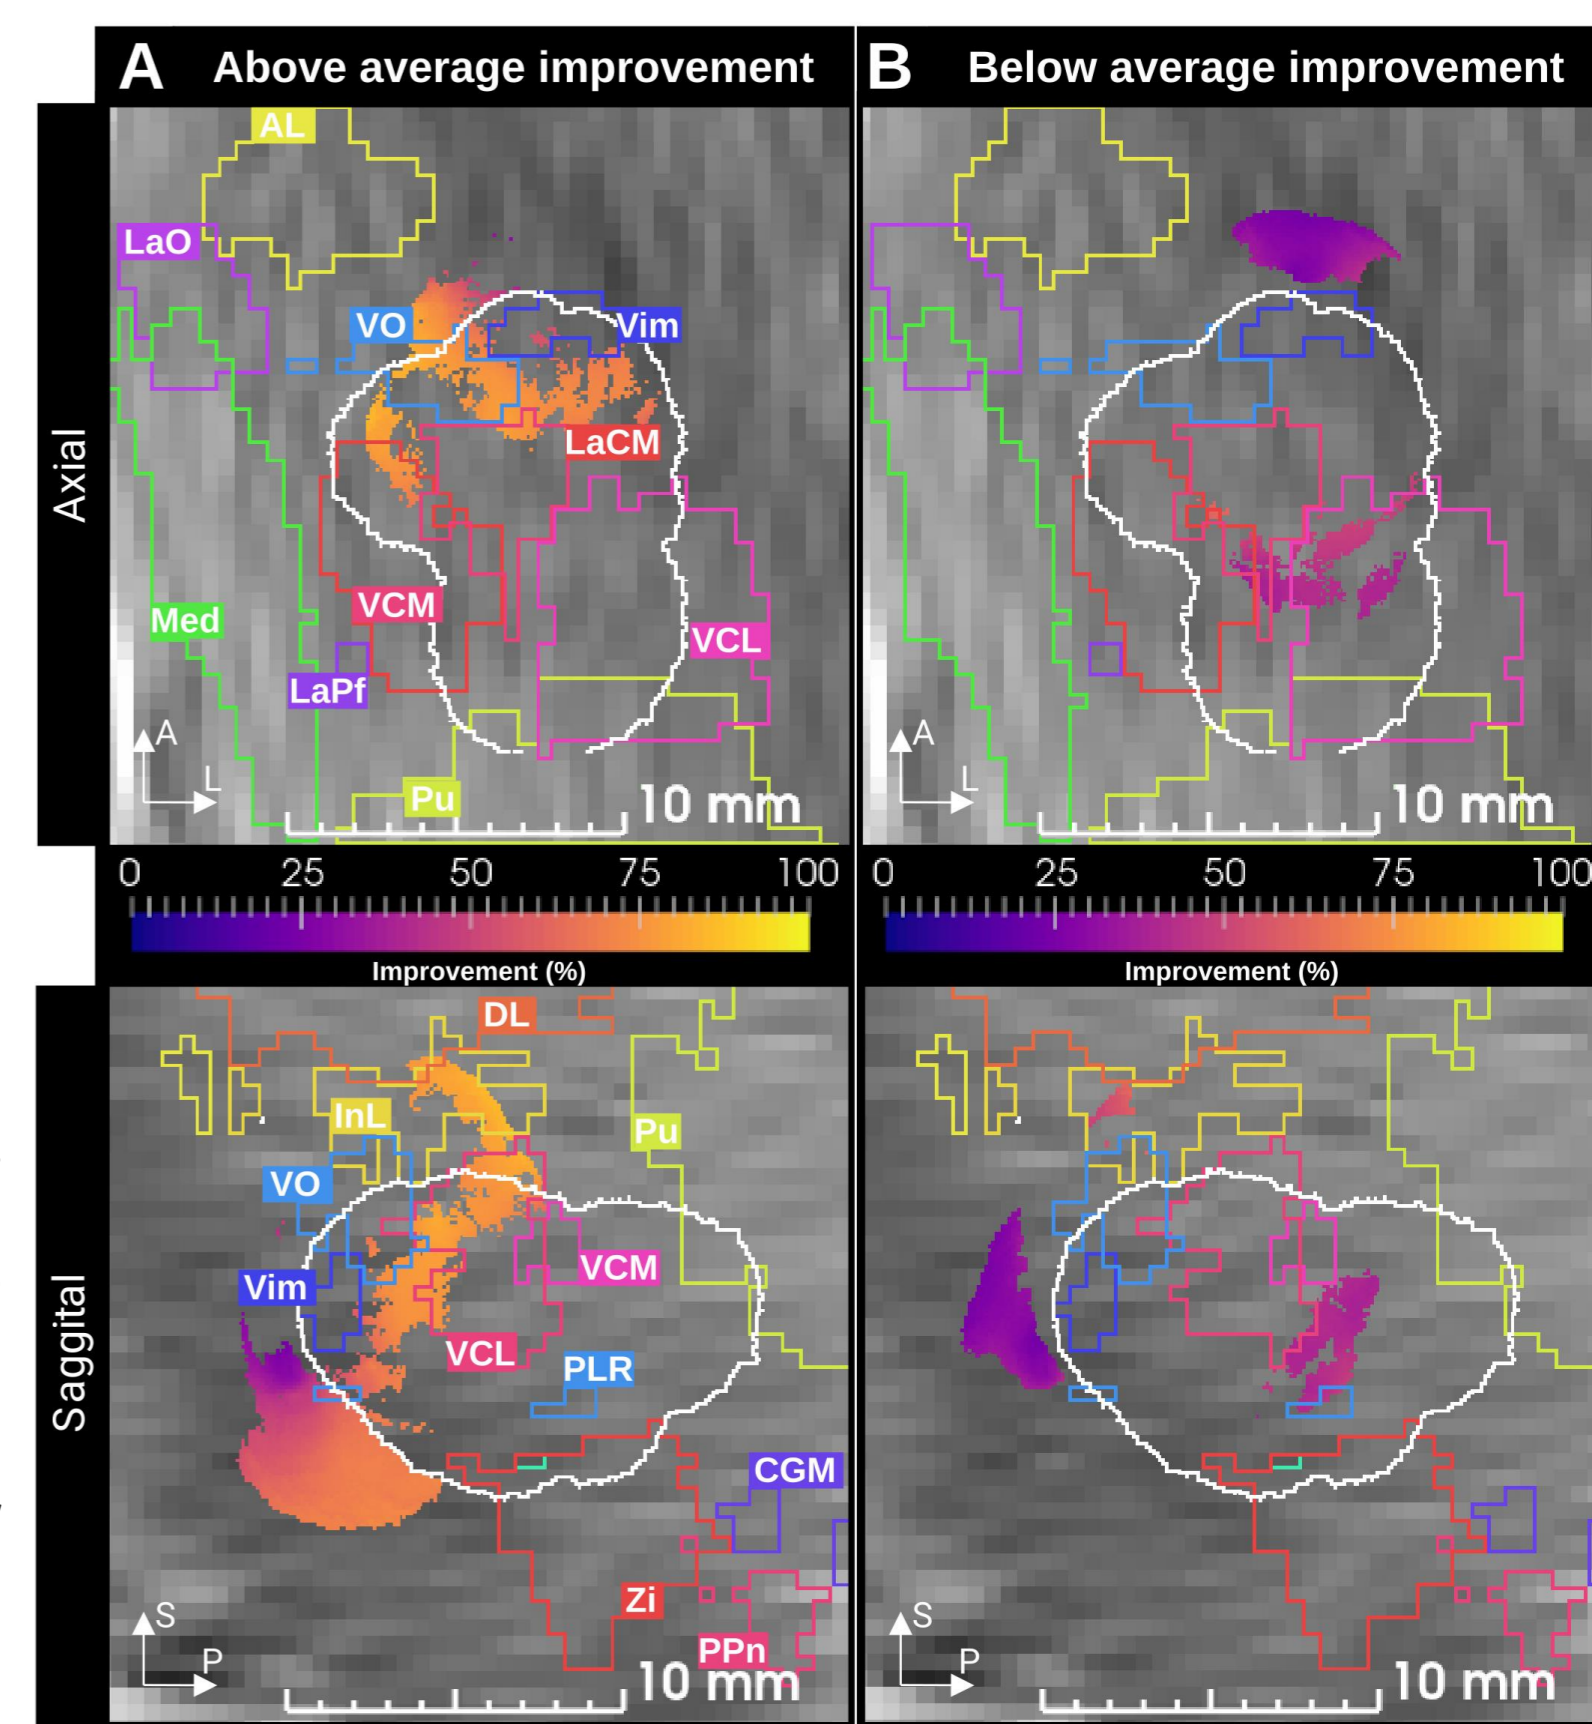 A Above average improvement
B Below average improvement
Axial
AL
LaO
VO
Vim
LaCM
VCM
Med
VCL
LaPf
Pu
A
L
10 mm
A
L
10 mm
0 25 50 75 100
Improvement (%)
0 25 50 75 100
Improvement (%)
Saggital
DL
InL
Pu
VO
Vim
VCM
VCL
PLR
CGM
Zi
PPn
S
P
10 mm
S
P
10 mm